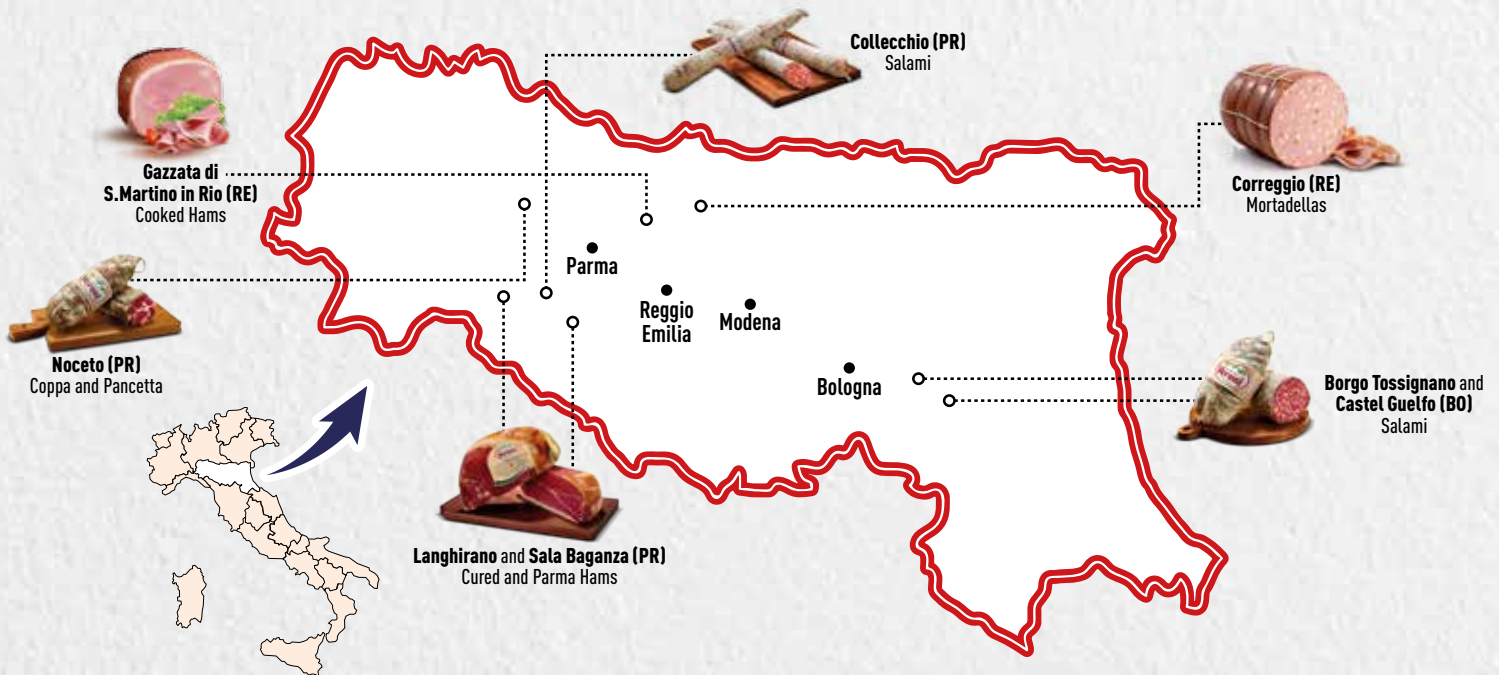 Collecchio (PR)
Salami
Gazzata di
S.Martino in Rio (RE)
Cooked Hams
Correggio (RE)
Mortadellas
Parma
Reggio
Emilia
Modena
Bologna
Noceto (PR)
Coppa and Pancetta
Borgo Tossignano and
Castel Guelfo (BO)
Salami
Langhirano and Sala Baganza (PR)
Cured and Parma Hams